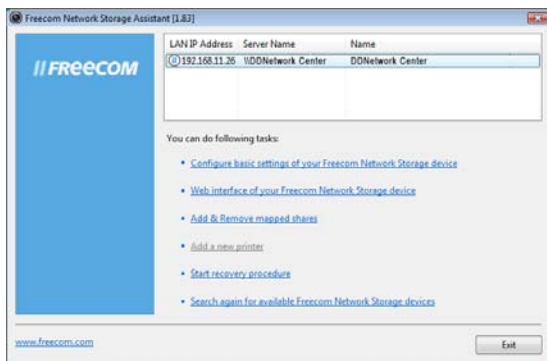 Freecom Network Storage Assistant [1.83]
//FREECOM
LAN IP Address Server Name Name
192.168.11.26 \\DDNetwork Center DDNetwork Center
You can do following tasks:
Configure basic settings of your Freecom Network Storage device
Web interface of your Freecom Network Storage device
Add & Remove mapped shares
Add a new printer
Start recovery procedure
Search again for available Freecom Network Storage devices
www.freecom.com
Exit